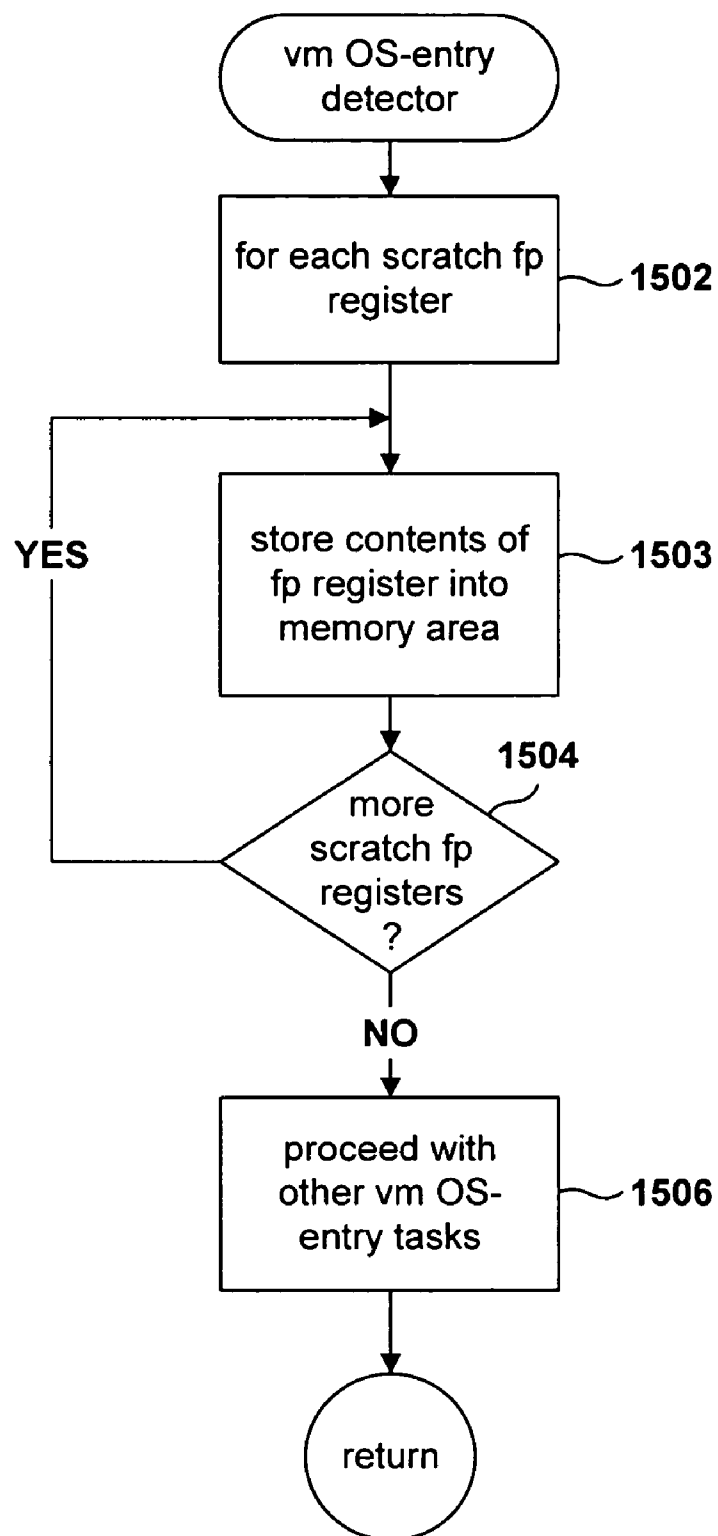 vm OS-entry
detector
for each scratch fp
register
1502
YES
store contents of
fp register into
memory area
1503
1504
more
scratch fp
registers
?
NO
proceed with
other vm OS-
entry tasks
1506
return